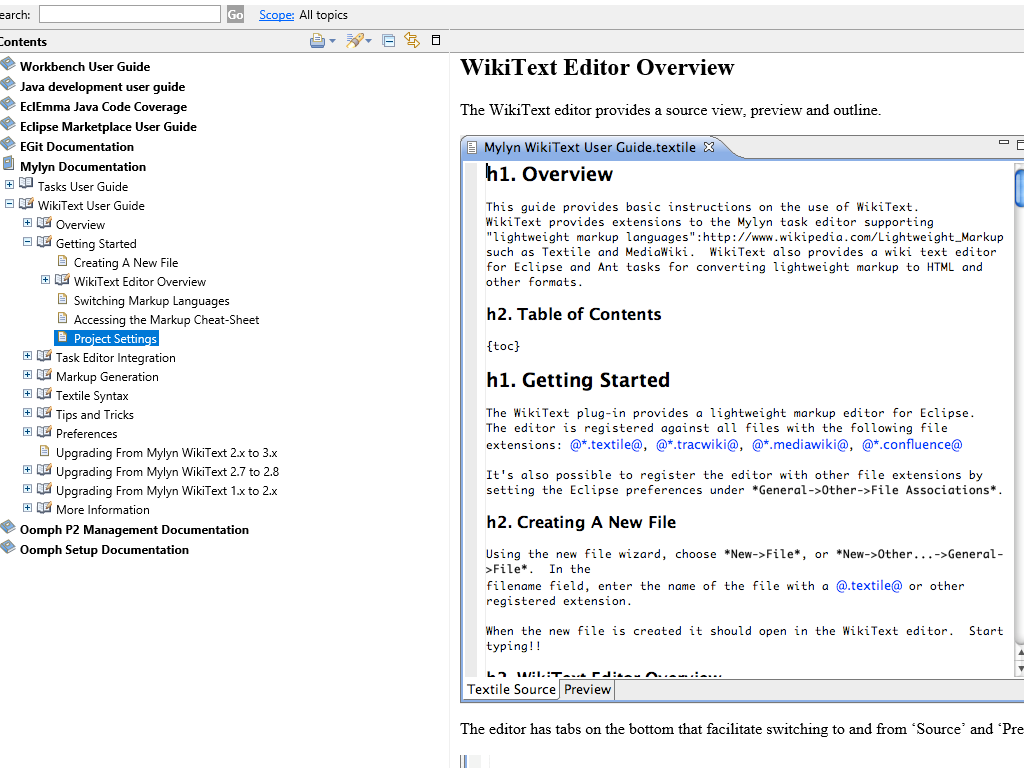 earch:
Go
Scope: All topics
Contents
Workbench User Guide
Java development user guide
EclEmma Java Code Coverage
Eclipse Marketplace User Guide
EGit Documentation
Mylyn Documentation
Tasks User Guide
WikiText User Guide
Overview
Getting Started
Creating A New File
WikiText Editor Overview
Switching Markup Languages
Accessing the Markup Cheat-Sheet
Project Settings
Task Editor Integration
Markup Generation
Textile Syntax
Tips and Tricks
Preferences
Upgrading From Mylyn WikiText 2.x to 3.x
Upgrading From Mylyn WikiText 2.7 to 2.8
Upgrading From Mylyn WikiText 1.x to 2.x
More Information
Oomph P2 Management Documentation
Oomph Setup Documentation
WikiText Editor Overview
The WikiText editor provides a source view, preview and outline.
Mylyn WikiText User Guide.textile
h1. Overview
This guide provides basic instructions on the use of WikiText.
WikiText provides extensions to the Mylyn task editor supporting
"lightweight markup languages":http://www.wikipedia.com/Lightweight_Markup
such as Textile and MediaWiki.  WikiText also provides a wiki text editor
for Eclipse and Ant tasks for converting lightweight markup to HTML and
other formats.
h2. Table of Contents
{toc}
h1. Getting Started
The WikiText plug-in provides a lightweight markup editor for Eclipse.
The editor is registered against all files with the following file
extensions: @*.textile@, @*.tracwiki@, @*.mediawiki@, @*.confluence@
It's also possible to register the editor with other file extensions by
setting the Eclipse preferences under *General->Other->File Associations*.
h2. Creating A New File
Using the new file wizard, choose *New->File*, or *New->Other...->General-
>File*.  In the
filename field, enter the name of the file with a @.textile@ or other
registered extension.
When the new file is created it should open in the WikiText editor.  Start
typing!!
h2. WikiText Editor Overview
Textile Source
Preview
The editor has tabs on the bottom that facilitate switching to and from ‘Source’ and ‘Pre